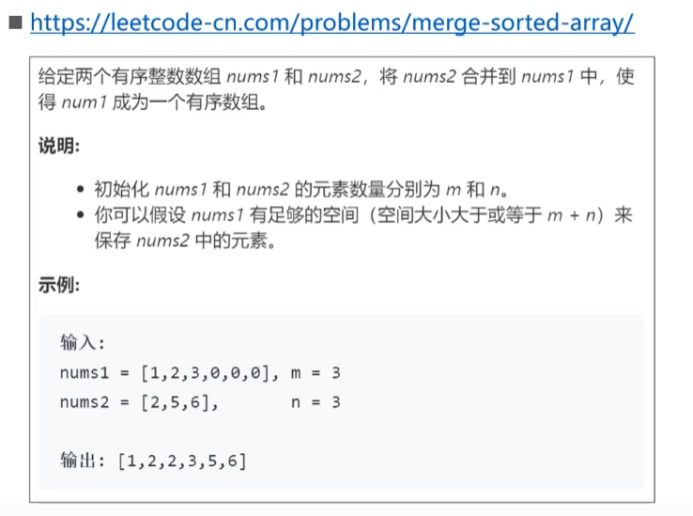 https://leetcode-cn.com/problems/merge-sorted-array/
给定两个有序整数数组 nums1 和 nums2，将 nums2 合并到 nums1 中，使
得 num1 成为一个有序数组。
说明:
初始化 nums1 和 nums2 的元素数量分别为 m 和 n。
你可以假设 nums1 有足够的空间（空间大小大于或等于 m + n）来
保存 nums2 中的元素。
示例:
输入:
nums1 = [1,2,3,0,0,0], m = 3
nums2 = [2,5,6], n = 3
输出: [1,2,2,3,5,6]